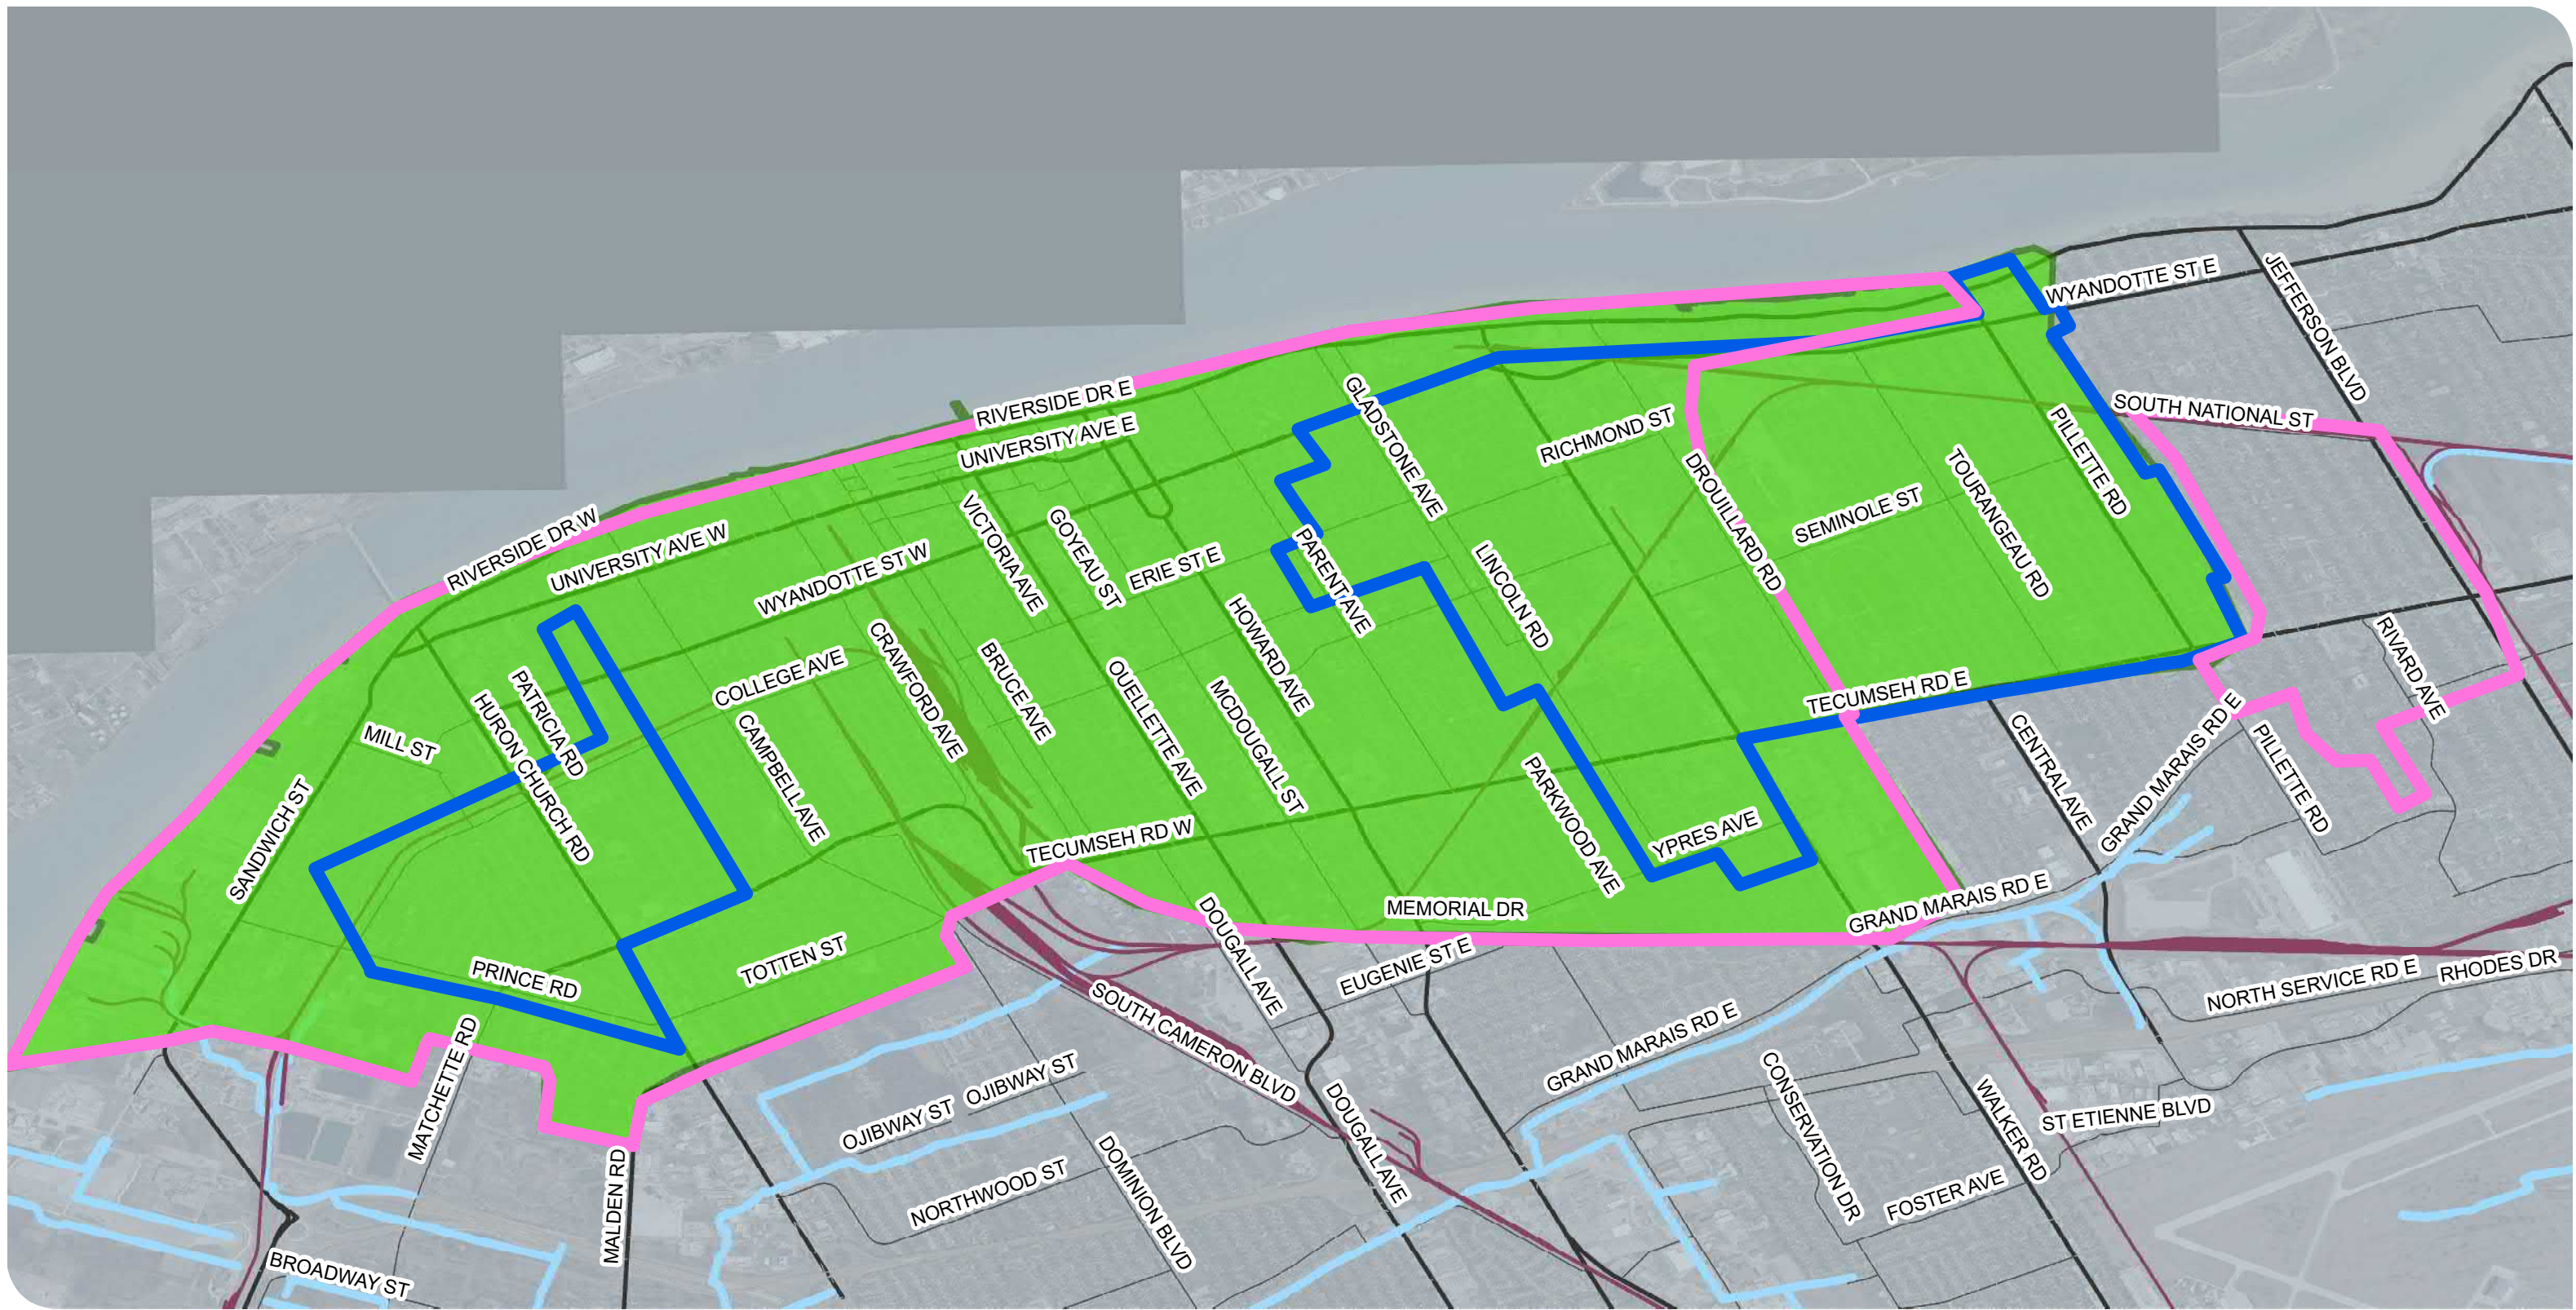 WYANDOTTE ST E
JEFFERSON BLVD
RIVERSIDE DR E
GLADSTONE AVE
SOUTH NATIONAL ST
UNIVERSITY AVE E
RICHMOND ST
PILLETTE RD
DROUILLARD RD
TOURANGEAU RD
SEMINOLE ST
VICTORIA AVE
GOYEAU ST
RIVERSIDE DR W
UNIVERSITY AVE W
WYANDOTTE ST W
ERIE ST E
PARENT AVE
LINCOLN RD
HOWARD AVE
CRAWFORD AVE
BRUCE AVE
RIVARD AVE
COLLEGE AVE
OUELLETTE AVE
MCDOUGALL ST
PATRICIA RD
HURON CHURCH RD
TECUMSEH RD E
MILL ST
CAMPBELL AVE
CENTRAL AVE
GRAND MARAIS RD E
PILLETTE RD
SANDWICH ST
PARKWOOD AVE
YPRES AVE
TECUMSEH RD W
MEMORIAL DR
GRAND MARAIS RD E
DOUGALL AVE
TOTTEN ST
PRINCE RD
EUGENIE ST E
NORTH SERVICE RD E
RHODES DR
SOUTH CAMERON BLVD
MATCHETTE RD
GRAND MARAIS RD E
OJIBWAY ST
OJIBWAY ST
CONSERVATION DR
WALKER RD
ST ETIENNE BLVD
DOUGALL AVE
MALDEN RD
NORTHWOOD ST
DOMINION BLVD
FOSTER AVE
BROADWAY ST